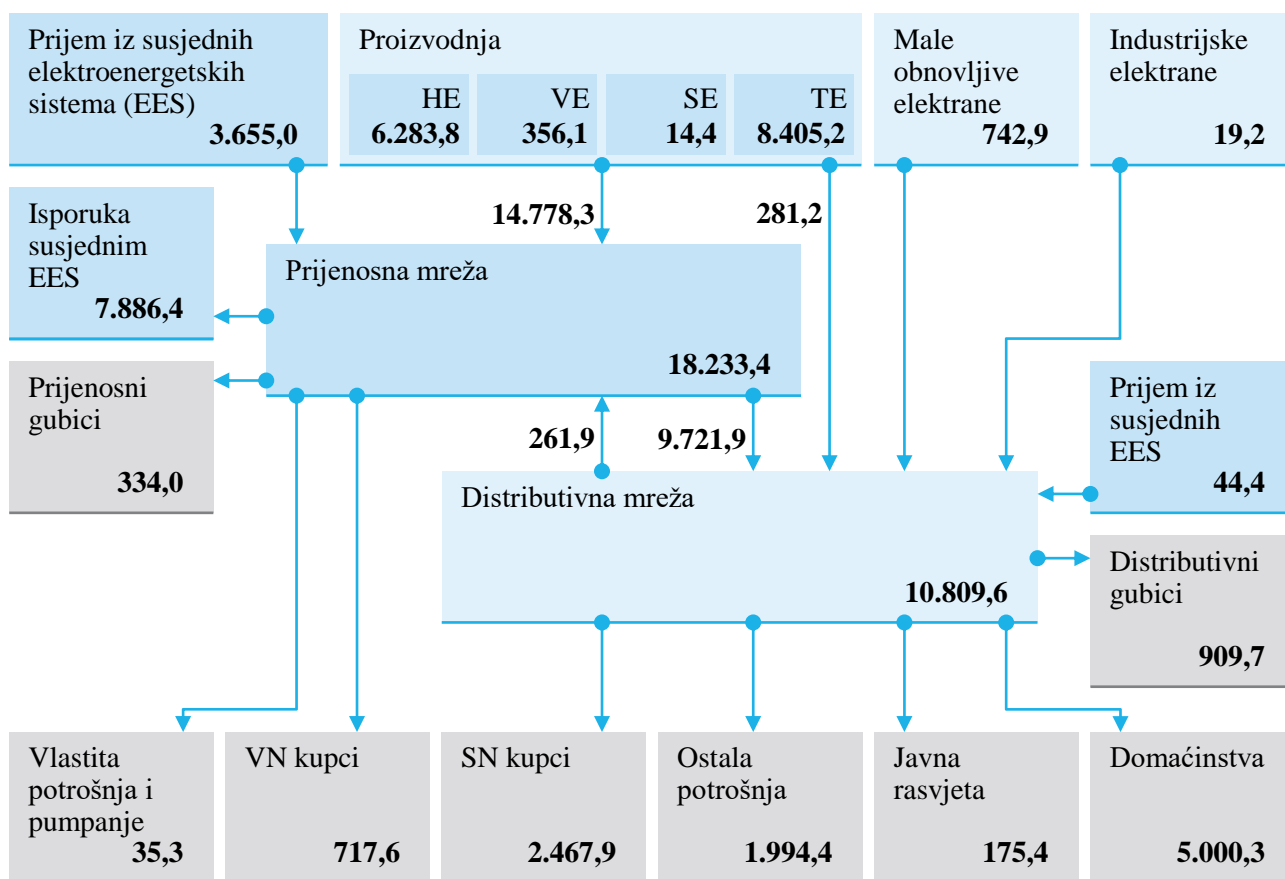 Prijem iz susjednih
elektroenergetskih
sistema (EES)
3.655,0
Proizvodnja
HE
6.283,8
VE
356,1
SE
14,4
TE
8.405,2
Male
obnovljive
elektrane
742,9
Industrijske
elektrane
19,2
Isporuka
susjednim
EES
7.886,4
14.778,3
281,2
Prijenosna mreža
18.233,4
Prijenosni
gubici
334,0
261,9
9.721,9
Prijem iz
susjednih
EES
44,4
Distributivna mreža
10.809,6
Distributivni
gubici
909,7
Vlastita
potrošnja i
pumpanje
35,3
VN kupci
717,6
SN kupci
2.467,9
Ostala
potrošnja
1.994,4
Javna
rasvjeta
175,4
Domaćinstva
5.000,3